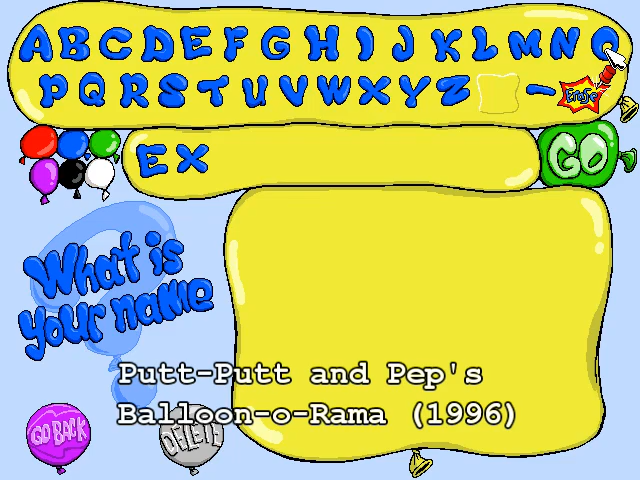 ABCDEFGHIJKLMNO
PQRSTUVWXYZ -
Erase
EX
GO
What is
your name
Putt-Putt and Pep's
Balloon-o-Rama (1996)
GO BACK
DELETE